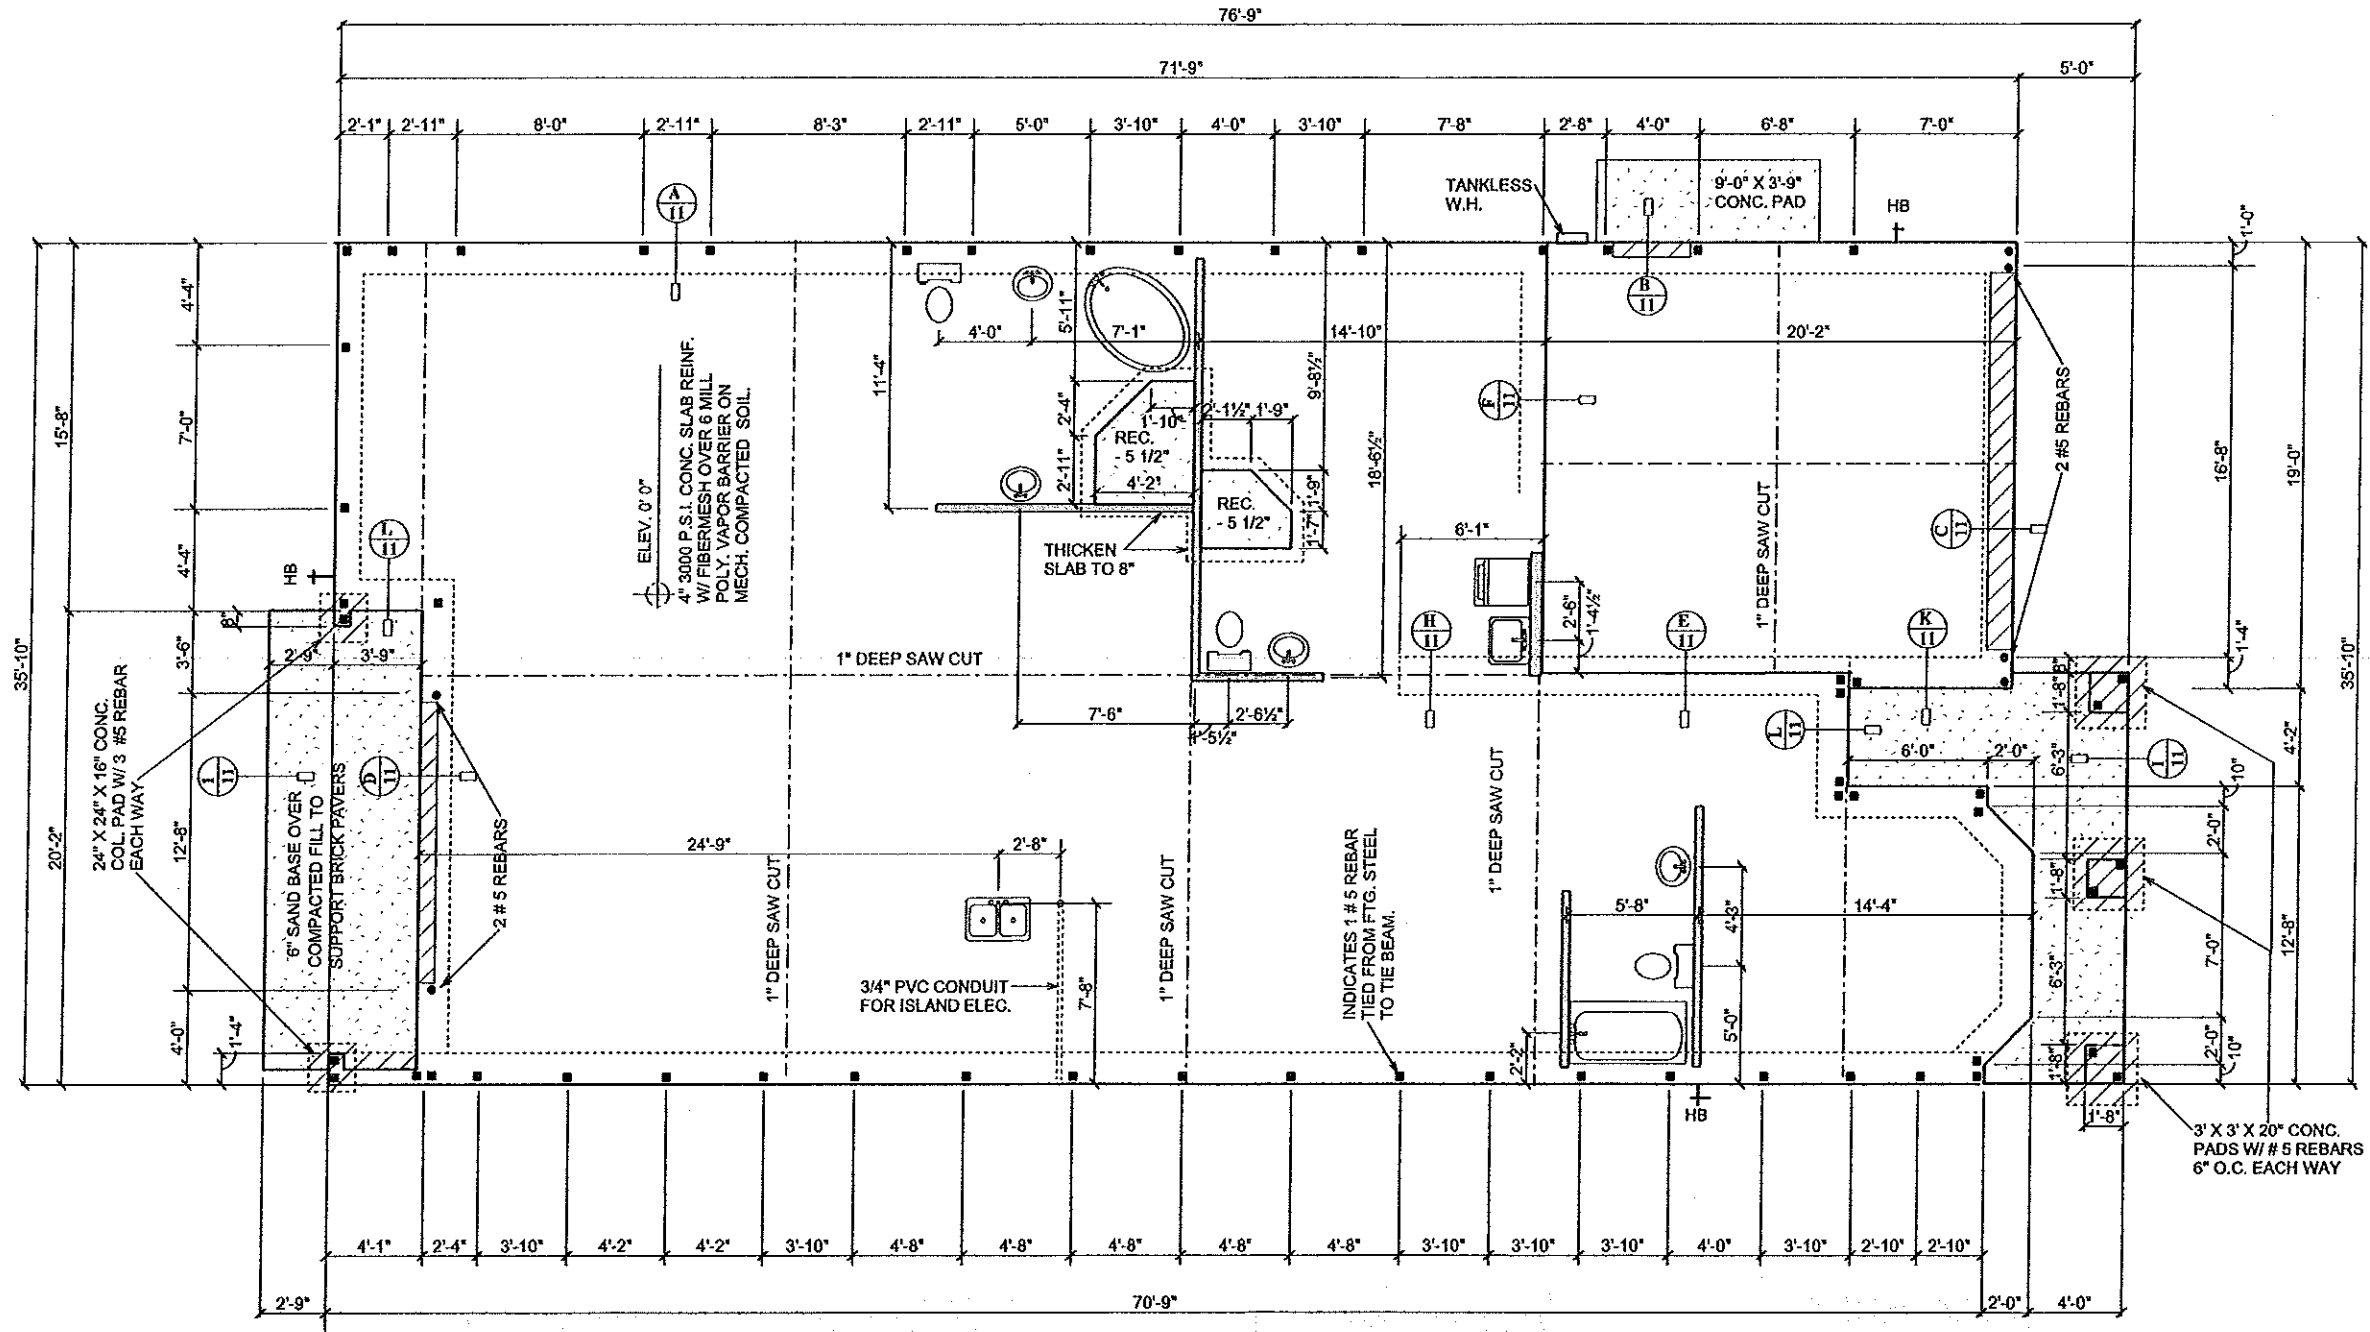 76'-9"
71'-9"
5'-0"
2'-1"
2'-11"
8'-0"
2'-11"
8'-3"
2'-11"
5'-0"
3'-10"
4'-0"
3'-10"
7'-8"
2'-8"
4'-0"
6'-8"
7'-0"
TANKLESS
W.H.
9'-0" X 3'-9"
CONC. PAD
HB
A
11
B
11
1'-0"
35'-10"
15'-8"
20'-2"
4'-4"
7'-0"
4'-4"
3'-6"
12'-8"
4'-0"
1'-4"
8"
2'-9"
3'-9"
HB
L
11
ELEV. 0' 0"
4" 3000 P.S.I. CONC. SLAB REINF.
W/ FIBERMESH OVER 6 MILL
POLY. VAPOR BARRIER ON
MECH. COMPACTED SOIL.
11'-4"
4'-0"
5'-11"
7'-1"
2'-4"
2'-11"
1'-10"
REC.
- 5 1/2"
4'-2"
2'-1½"
1'-9"
REC.
- 5 1/2"
9'-8½"
1'-9"
1'-7"
18'-6½"
14'-10"
20'-2"
F
11
THICKEN
SLAB TO 8"
6'-1"
2'-6"
1'-4½"
1" DEEP SAW CUT
C
11
2 #5 REBARS
16'-8"
19'-0"
1'-4"
35'-10"
1" DEEP SAW CUT
H
11
E
11
K
11
7'-6"
1'-5½"
2'-6½"
24" X 24" X 16" CONC.
COL. PAD W/ 3 #5 REBAR
EACH WAY
I
11
D
11
6" SAND BASE OVER
COMPACTED FILL TO
SUPPORT BRICK PAVERS
2 # 5 REBARS
24'-9"
2'-8"
1" DEEP SAW CUT
1" DEEP SAW CUT
1" DEEP SAW CUT
3/4" PVC CONDUIT
FOR ISLAND ELEC.
7'-8"
INDICATES 1 # 5 REBAR
TIED FROM FTG. STEEL
TO TIE BEAM.
L
11
6'-0"
2'-0"
1'-8"
6'-3"
1'-8"
6'-3"
1'-8"
I
11
4'-2"
10"
2'-0"
7'-0"
2'-0"
10"
12'-8"
5'-8"
14'-4"
4'-3"
5'-0"
2'-2"
HB
1'-8"
3' X 3' X 20" CONC.
PADS W/ # 5 REBARS
6" O.C. EACH WAY
4'-1"
2'-4"
3'-10"
4'-2"
4'-2"
3'-10"
4'-8"
4'-8"
4'-8"
4'-8"
4'-8"
3'-10"
3'-10"
3'-10"
4'-0"
3'-10"
2'-10"
2'-10"
2'-9"
70'-9"
2'-0"
4'-0"